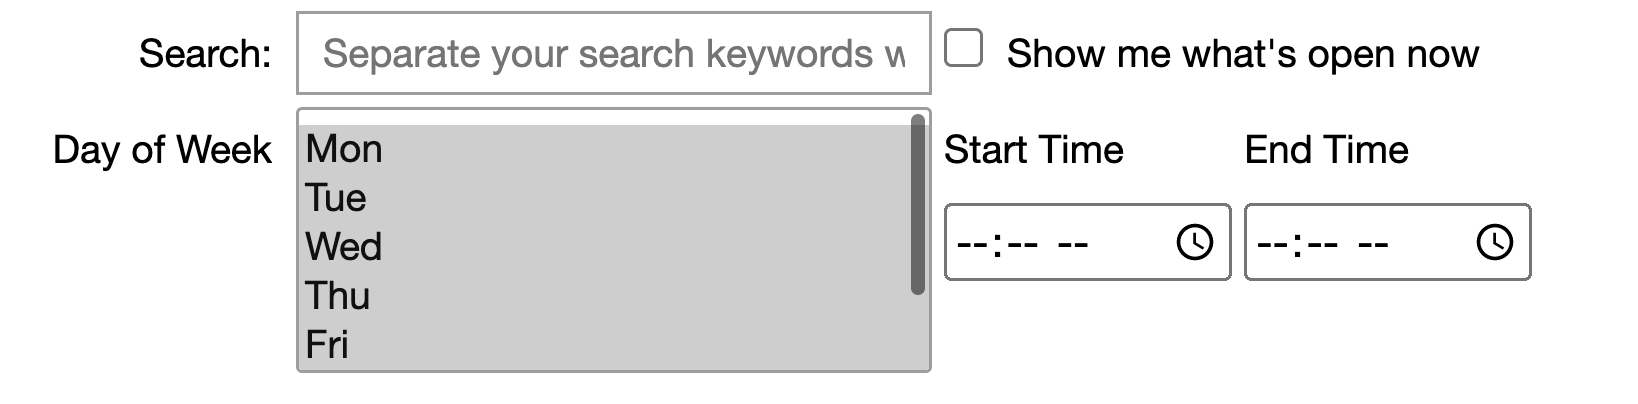 Search: Separate your search keywords w Show me what's open now
Day of Week Mon Start Time End Time
Tue
Wed --:-- -- --:-- --
Thu
Fri